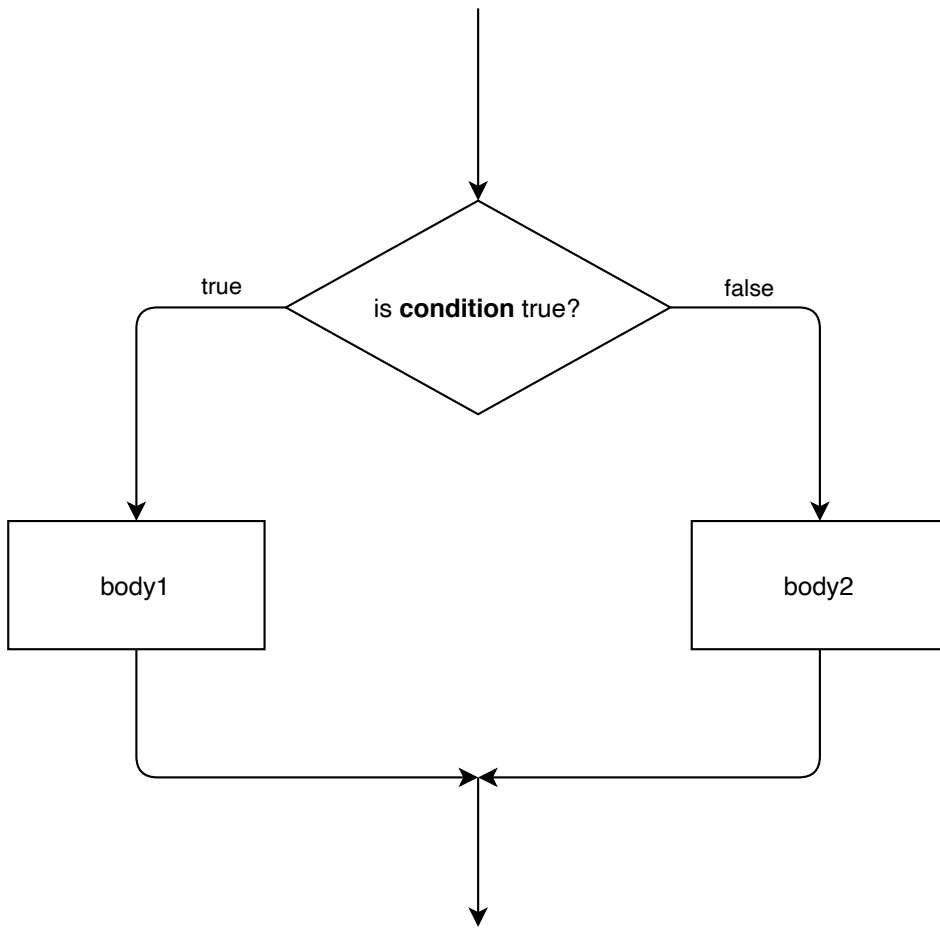 true
false
is condition true?
body1
body2